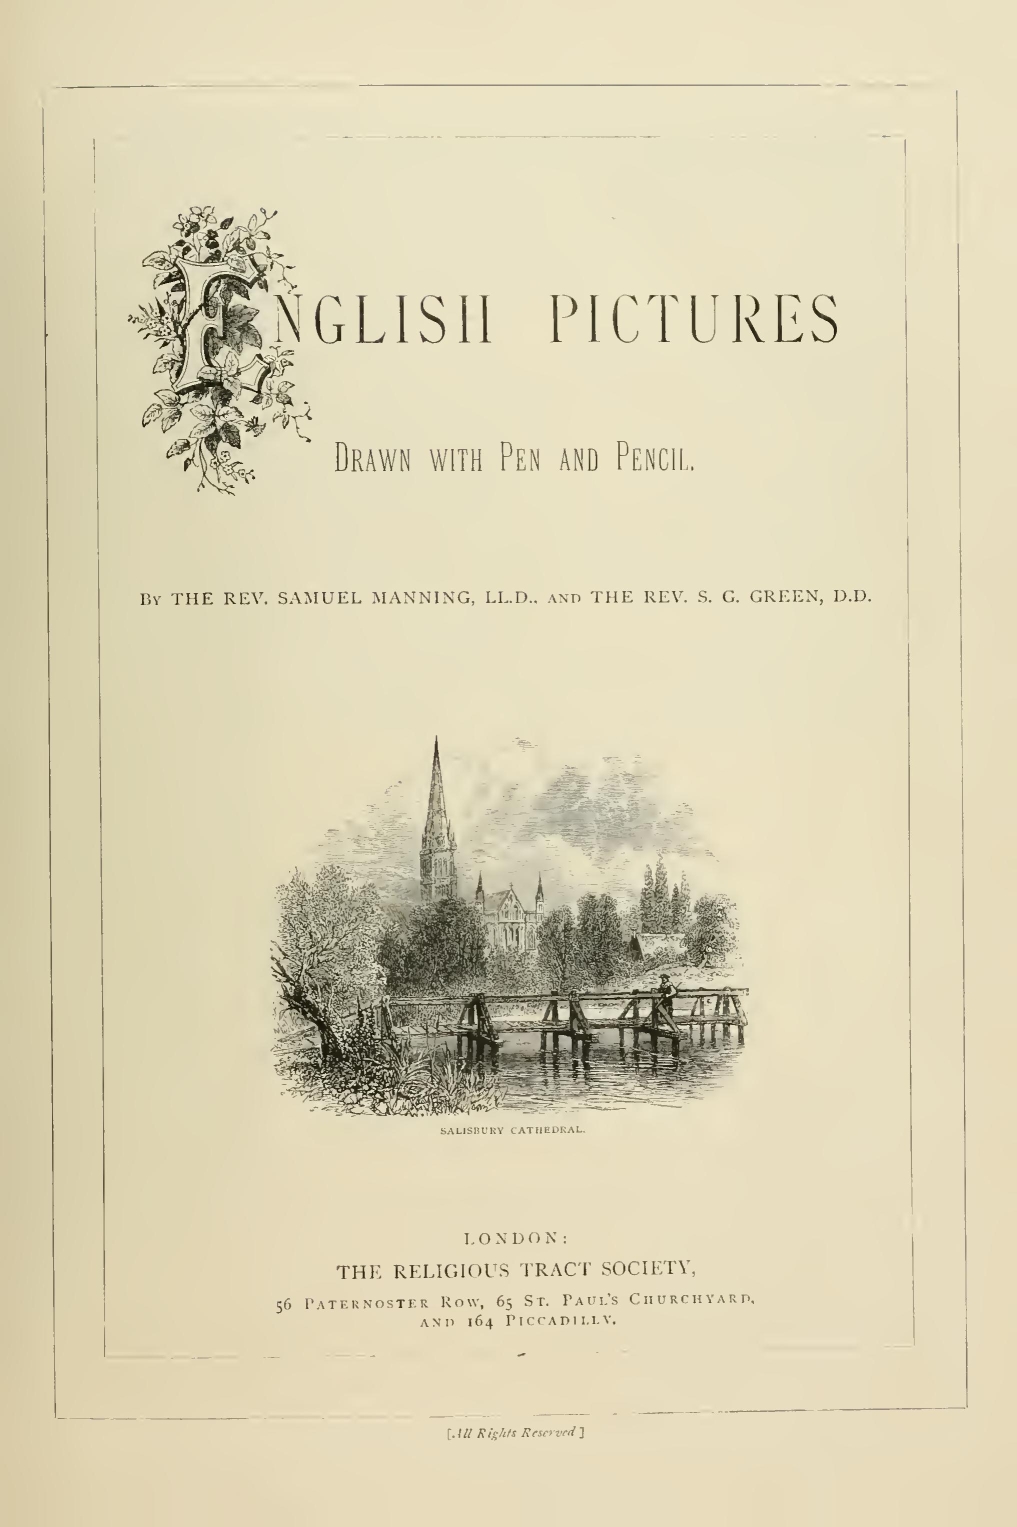 ENGLISH PICTURES
DRAWN WITH PEN AND PENCIL.
BY THE REV. SAMUEL MANNING, LL.D., AND THE REV. S. G. GREEN, D.D.
SALISBURY CATHEDRAL.
LONDON:
THE RELIGIOUS TRACT SOCIETY,
56 PATERNOSTER ROW, 65 ST. PAUL'S CHURCHYARD,
AND 164 PICCADILLY.
[All Rights Reserved]